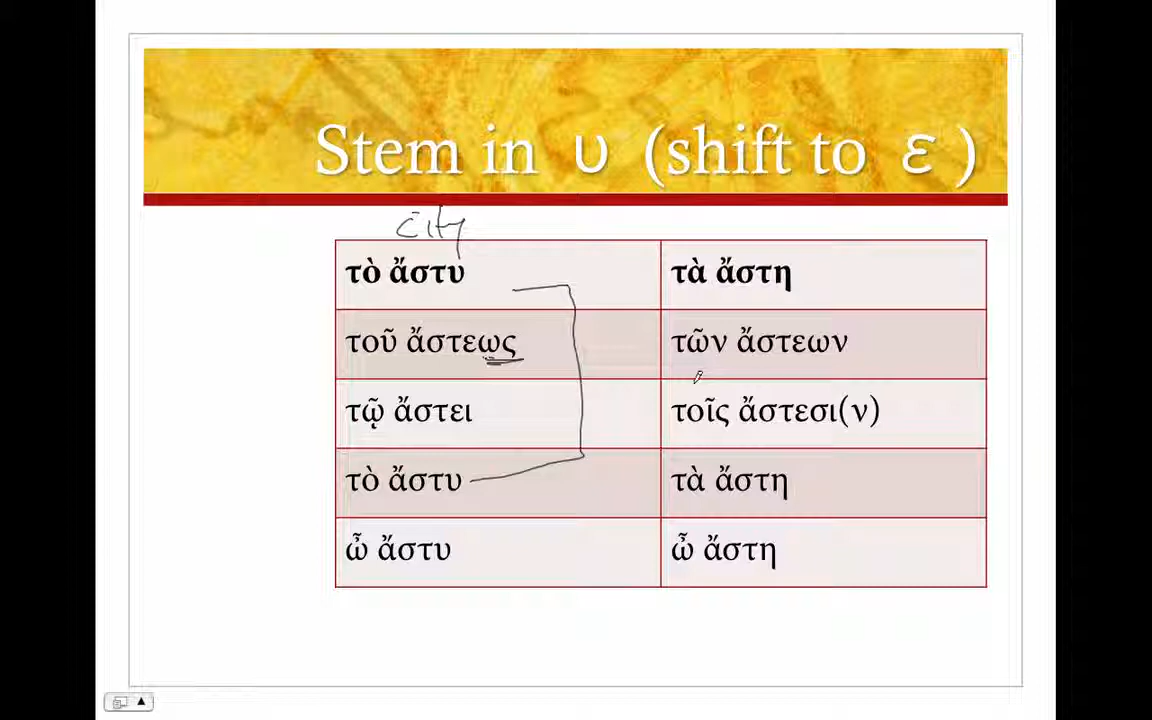 Stem in υ (shift to ε )
city
τὸ ἄστυ τὰ ἄστη
τοῦ ἄστεως τῶν ἄστεων
τῷ ἄστει τοῖς ἄστεσι(ν)
τὸ ἄστυ τὰ ἄστη
ὦ ἄστυ ὦ ἄστη